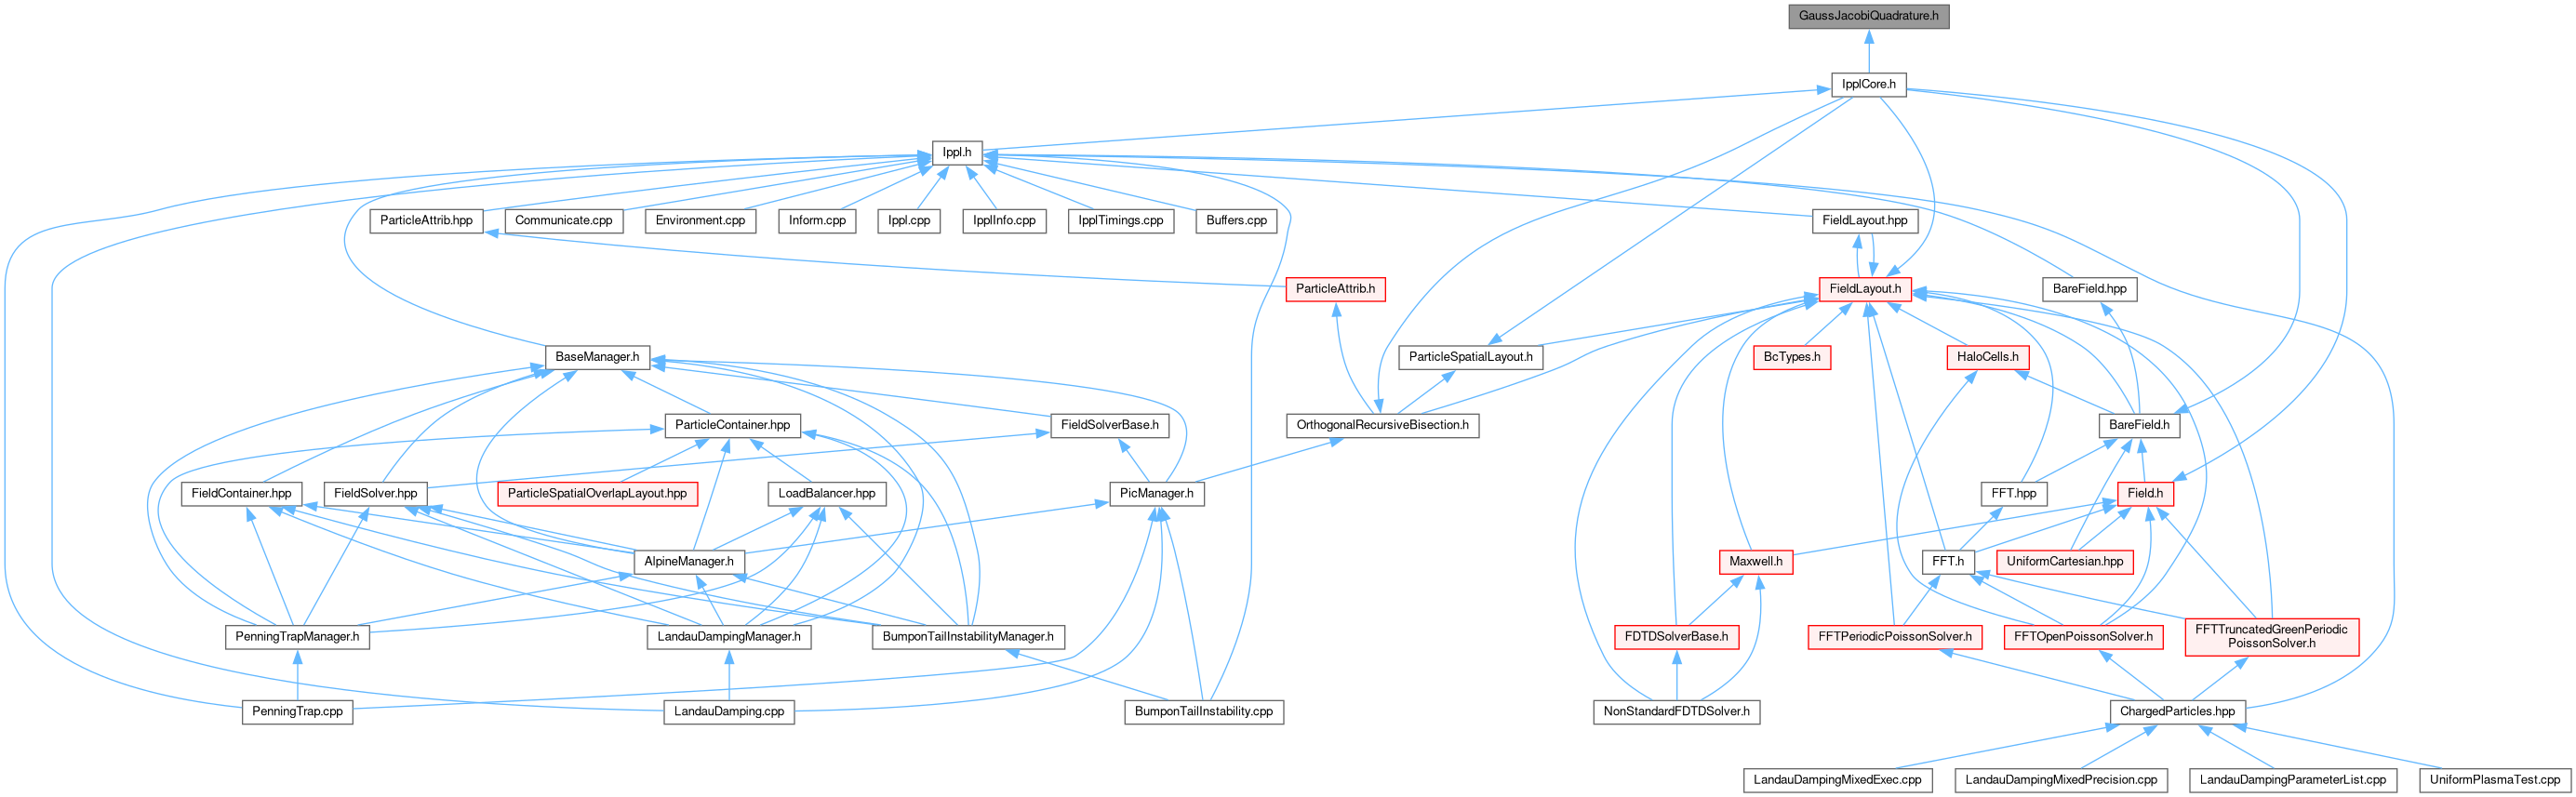 GaussJacobiQuadrature.h
IpplCore.h
Ippl.h
ParticleAttrib.hpp
Communicate.cpp
Environment.cpp
Inform.cpp
Ippl.cpp
IpplInfo.cpp
IpplTimings.cpp
Buffers.cpp
FieldLayout.hpp
ParticleAttrib.h
FieldLayout.h
BareField.hpp
BaseManager.h
ParticleSpatialLayout.h
BcTypes.h
HaloCells.h
ParticleContainer.hpp
FieldSolverBase.h
OrthogonalRecursiveBisection.h
BareField.h
FieldContainer.hpp
FieldSolver.hpp
ParticleSpatialOverlapLayout.hpp
LoadBalancer.hpp
PicManager.h
FFT.hpp
Field.h
AlpineManager.h
Maxwell.h
FFT.h
UniformCartesian.hpp
PenningTrapManager.h
LandauDampingManager.h
BumponTailInstabilityManager.h
FDTDSolverBase.h
FFTPeriodicPoissonSolver.h
FFTOpenPoissonSolver.h
FFTTruncatedGreenPeriodic
PoissonSolver.h
PenningTrap.cpp
LandauDamping.cpp
BumponTailInstability.cpp
NonStandardFDTDSolver.h
ChargedParticles.hpp
LandauDampingMixedExec.cpp
LandauDampingMixedPrecision.cpp
LandauDampingParameterList.cpp
UniformPlasmaTest.cpp